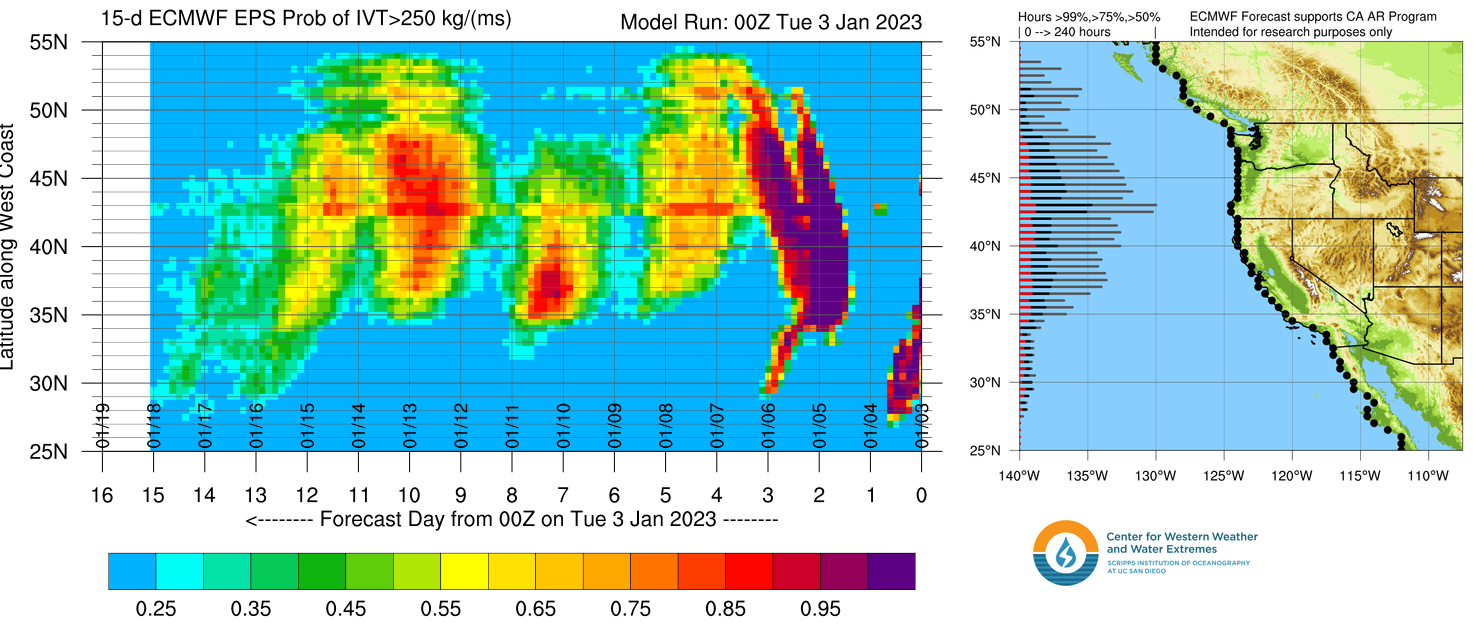 15-d ECMWF EPS Prob of IVT>250 kg/(ms)
Model Run: 00Z Tue 3 Jan 2023
Latitude along West Coast
55N
50N
45N
40N
35N
30N
25N
01/19 01/18 01/17 01/16 01/15 01/14 01/13 01/12 01/11 01/10 01/09 01/08 01/07 01/06 01/05 01/04 01/03
16 15 14 13 12 11 10 9 8 7 6 5 4 3 2 1 0
<-------- Forecast Day from 00Z on Tue 3 Jan 2023 --------
0.25 0.35 0.45 0.55 0.65 0.75 0.85 0.95
Hours >99%,>75%,>50%
0 --> 240 hours
ECMWF Forecast supports CA AR Program
Intended for research purposes only
55°N
50°N
45°N
40°N
35°N
30°N
25°N
140°W 135°W 130°W 125°W 120°W 115°W 110°W
Center for Western Weather
and Water Extremes
SCRIPPS INSTITUTION OF OCEANOGRAPHY
AT UC SAN DIEGO